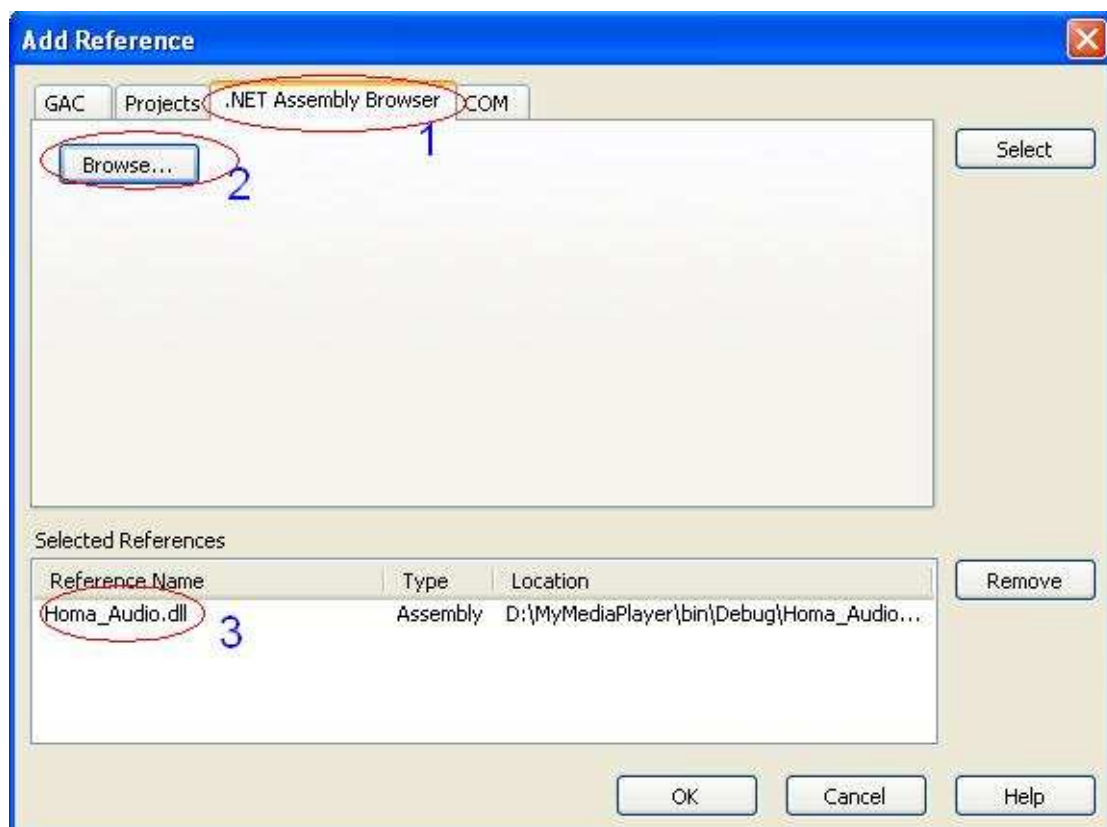 Add Reference
GAC Projects .NET Assembly Browser COM
1
Select
Browse...
2
Selected References
Reference Name Type Location
Remove
Homa_Audio.dll Assembly D:\MyMediaPlayer\bin\Debug\Homa_Audio...
3
OK Cancel Help